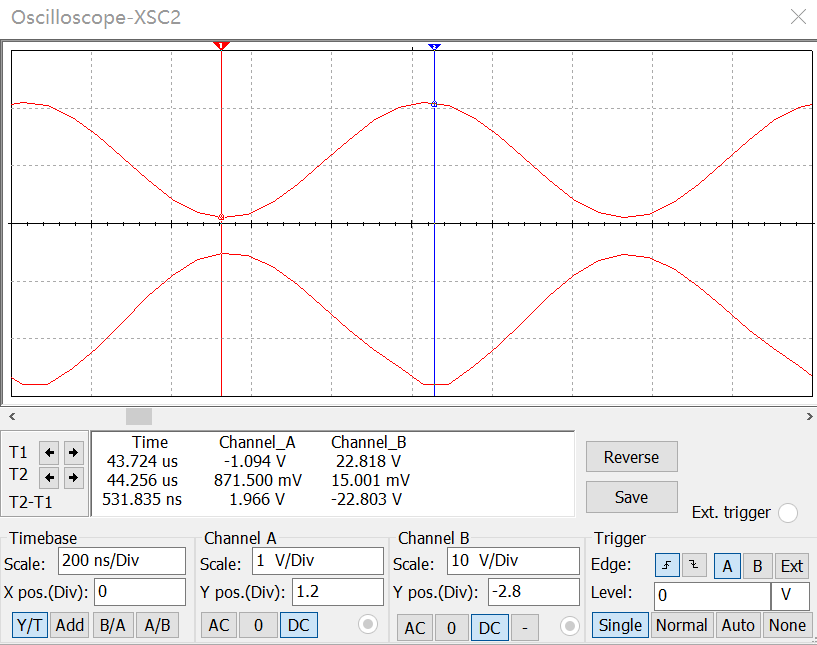 Oscilloscope-XSC2
1
2
Time Channel_A Channel_B
T1 43.724 us -1.094 V 22.818 V
T2 44.256 us 871.500 mV 15.001 mV
T2-T1 531.835 ns 1.966 V -22.803 V
Reverse
Save
Ext. trigger
Timebase
Scale: 200 ns/Div
X pos.(Div): 0
Y/T Add B/A A/B
Channel A
Scale: 1 V/Div
Y pos.(Div): 1.2
AC 0 DC
Channel B
Scale: 10 V/Div
Y pos.(Div): -2.8
AC 0 DC -
Trigger
Edge: A B Ext
Level: 0 V
Single Normal Auto None